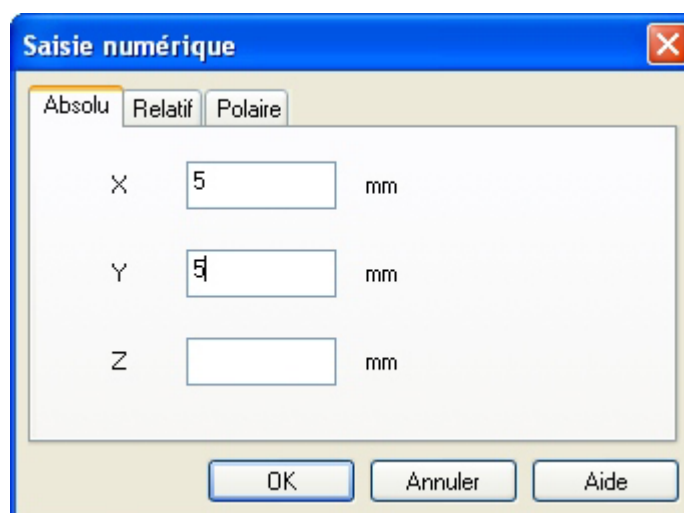 Saisie numérique
Absolu Relatif Polaire
X 5 mm
Y 5 mm
Z mm
OK Annuler Aide